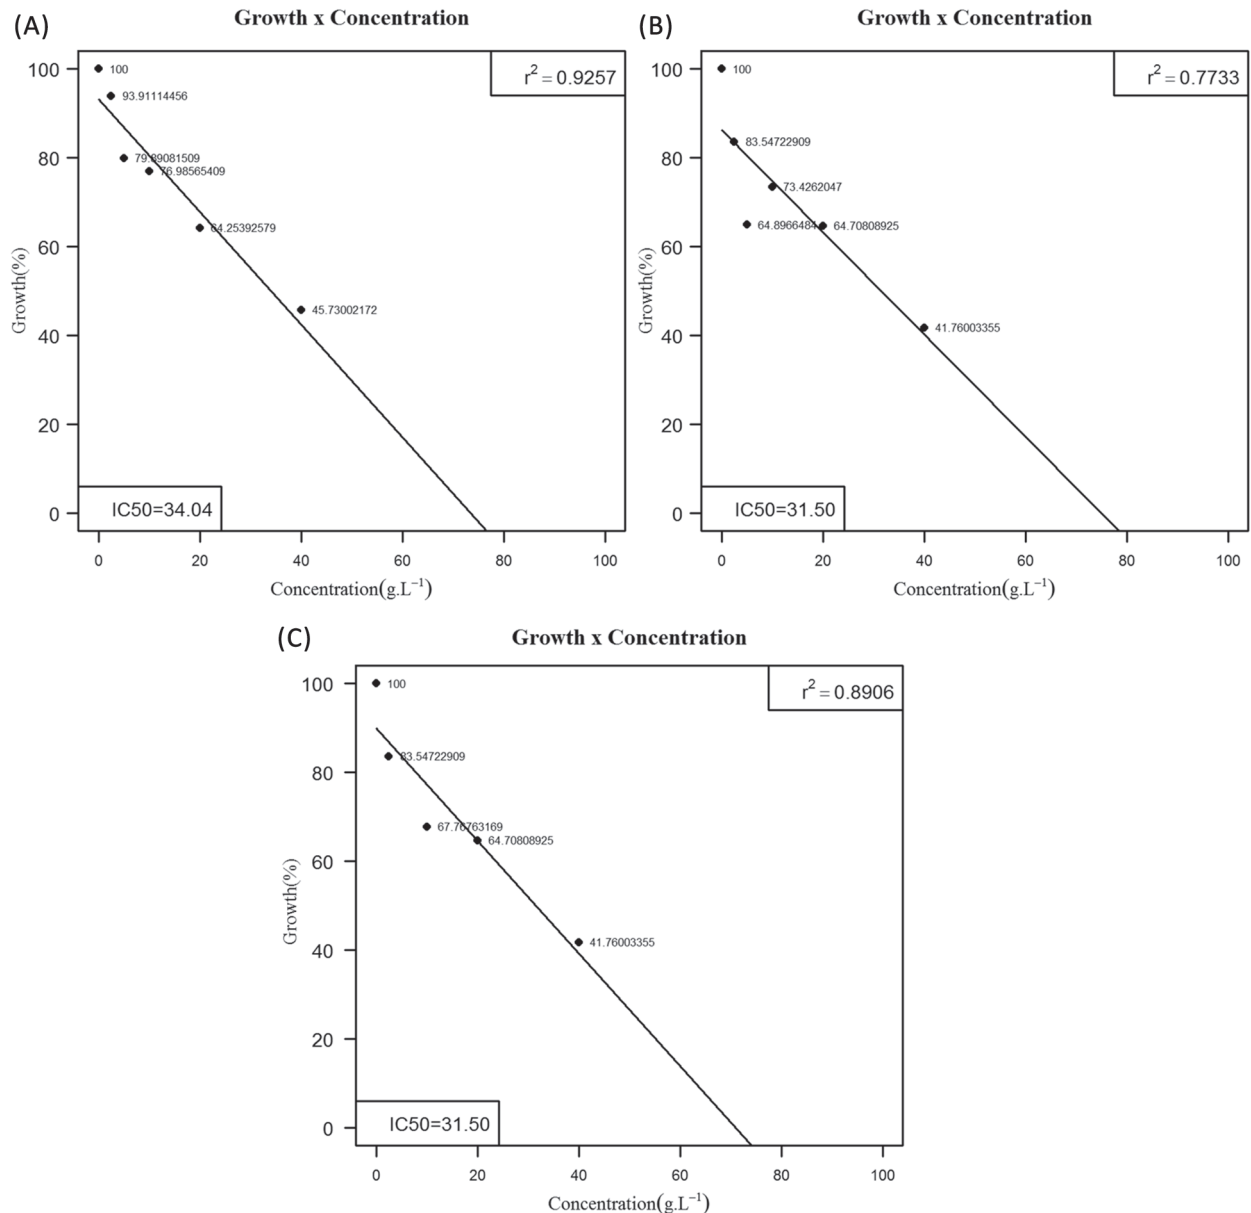 (A)
Growth x Concentration
r² = 0.9257
100
80
60
40
20
0
Growth(%)
100
93.91114456
79.89081509
76.98565409
64.25392579
45.73002172
IC50=34.04
0 20 40 60 80 100
Concentration(g.L⁻¹)
(B)
Growth x Concentration
r² = 0.7733
100
80
60
40
20
0
Growth(%)
100
83.54722909
73.4262047
64.8966484 64.70808925
41.76003355
IC50=31.50
0 20 40 60 80 100
Concentration(g.L⁻¹)
(C)
Growth x Concentration
r² = 0.8906
100
80
60
40
20
0
Growth(%)
100
83.54722909
67.76763169
64.70808925
41.76003355
IC50=31.50
0 20 40 60 80 100
Concentration(g.L⁻¹)